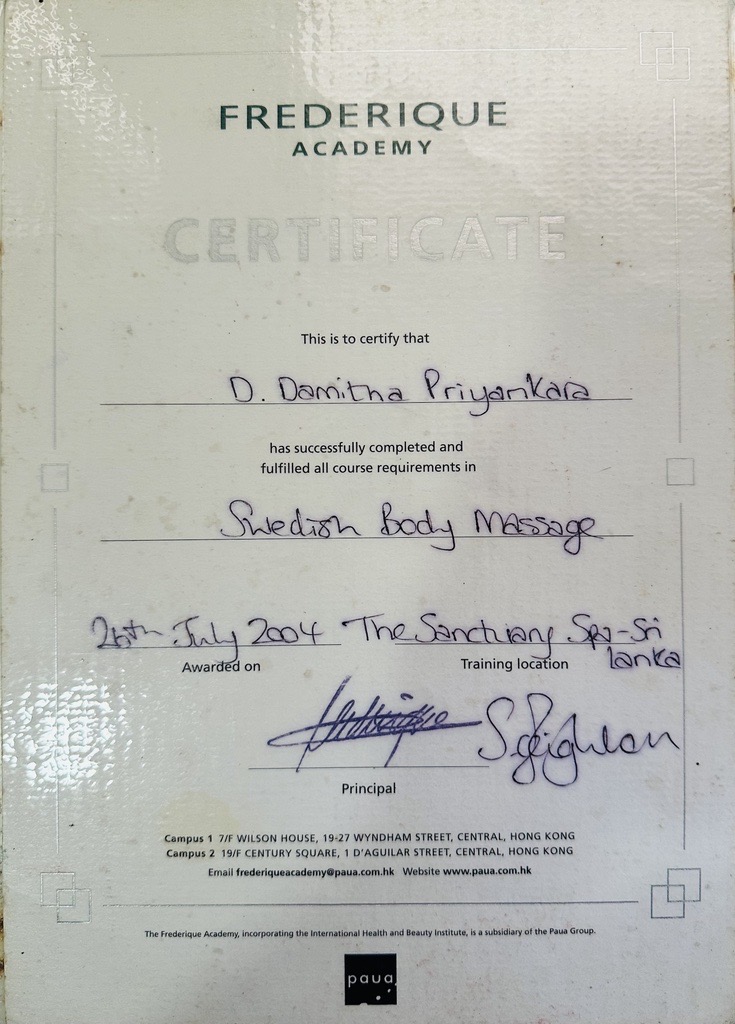 FREDERIQUE
ACADEMY
CERTIFICATE
This is to certify that
D. Damitha Priyankara
has successfully completed and
fulfilled all course requirements in
Swedish Body Massage
26th July 2004 The Sanctuary Spa-Sri
lanka
Awarded on Training location
Principal
Campus 1 7/F WILSON HOUSE, 19-27 WYNDHAM STREET, CENTRAL, HONG KONG
Campus 2 19/F CENTURY SQUARE, 1 D'AGUILAR STREET, CENTRAL, HONG KONG
Email frederiqueacademy@paua.com.hk Website www.paua.com.hk
The Frederique Academy, incorporating the International Health and Beauty Institute, is a subsidiary of the Paua Group.
paua